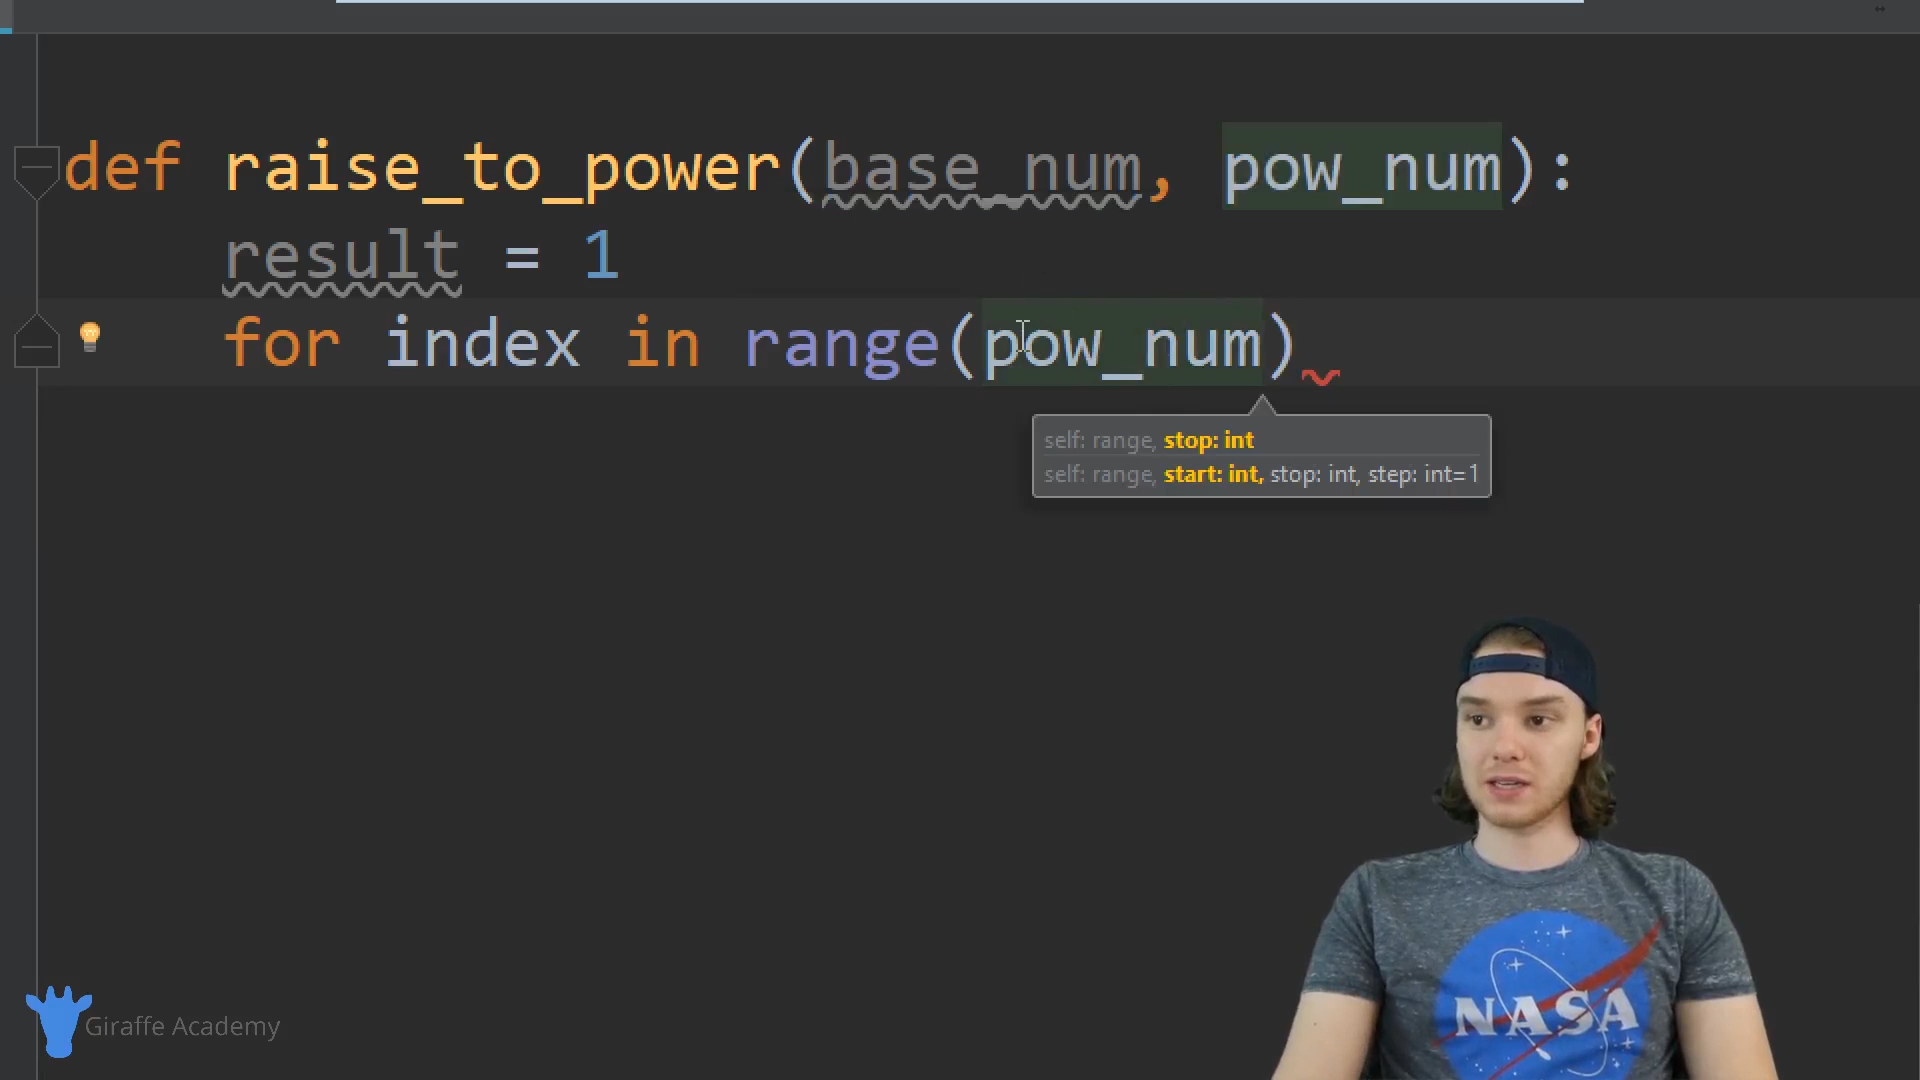 def raise_to_power(base_num, pow_num):
result = 1
for index in range(pow_num)
self: range, stop: int
self: range, start: int, stop: int, step: int=1
NASA
Giraffe Academy